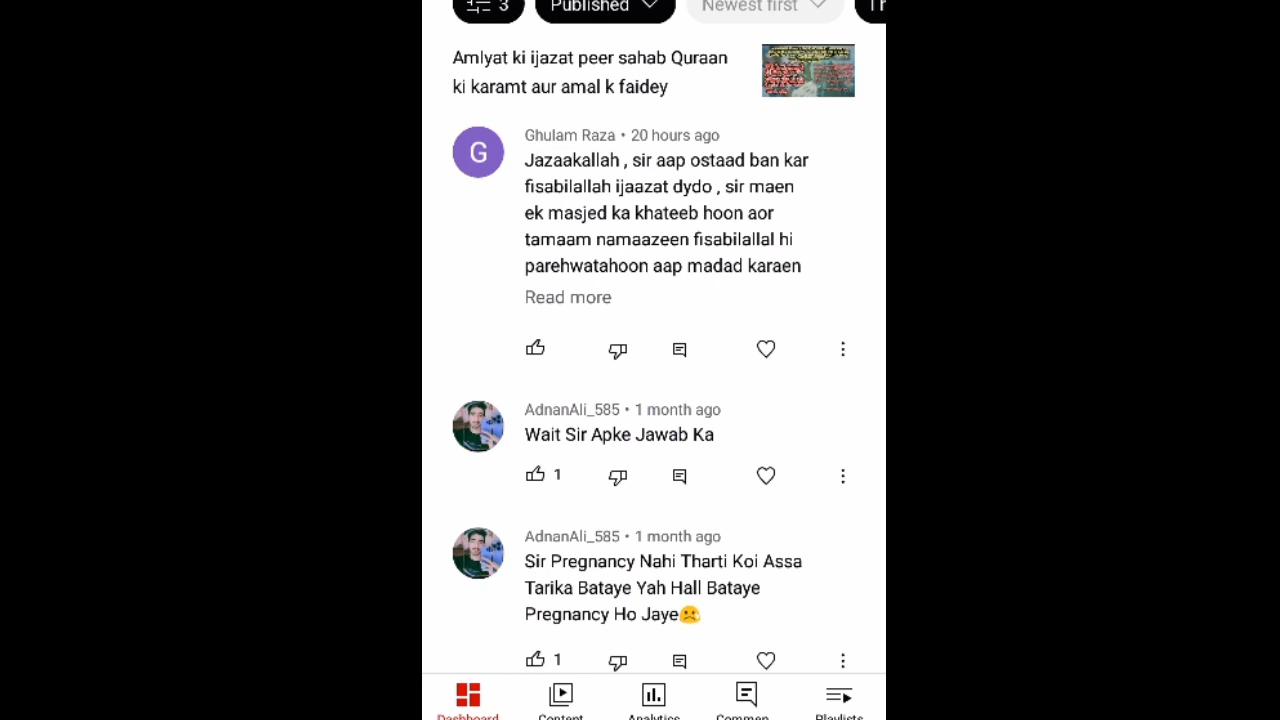 3 Published Newest first
Amlyat ki ijazat peer sahab Quraan
ki karamt aur amal k faidey
G
Ghulam Raza • 20 hours ago
Jazaakallah , sir aap ostaad ban kar
fisabilallah ijaazat dydo , sir maen
ek masjed ka khateeb hoon aor
tamaam namaazeen fisabilallal hi
parehwatahoon aap madad karaen
Read more
AdnanAli_585 • 1 month ago
Wait Sir Apke Jawab Ka
1
AdnanAli_585 • 1 month ago
Sir Pregnancy Nahi Tharti Koi Assa
Tarika Bataye Yah Hall Bataye
Pregnancy Ho Jaye☹️
1
Dashboard Content Analytics Commen Playlists